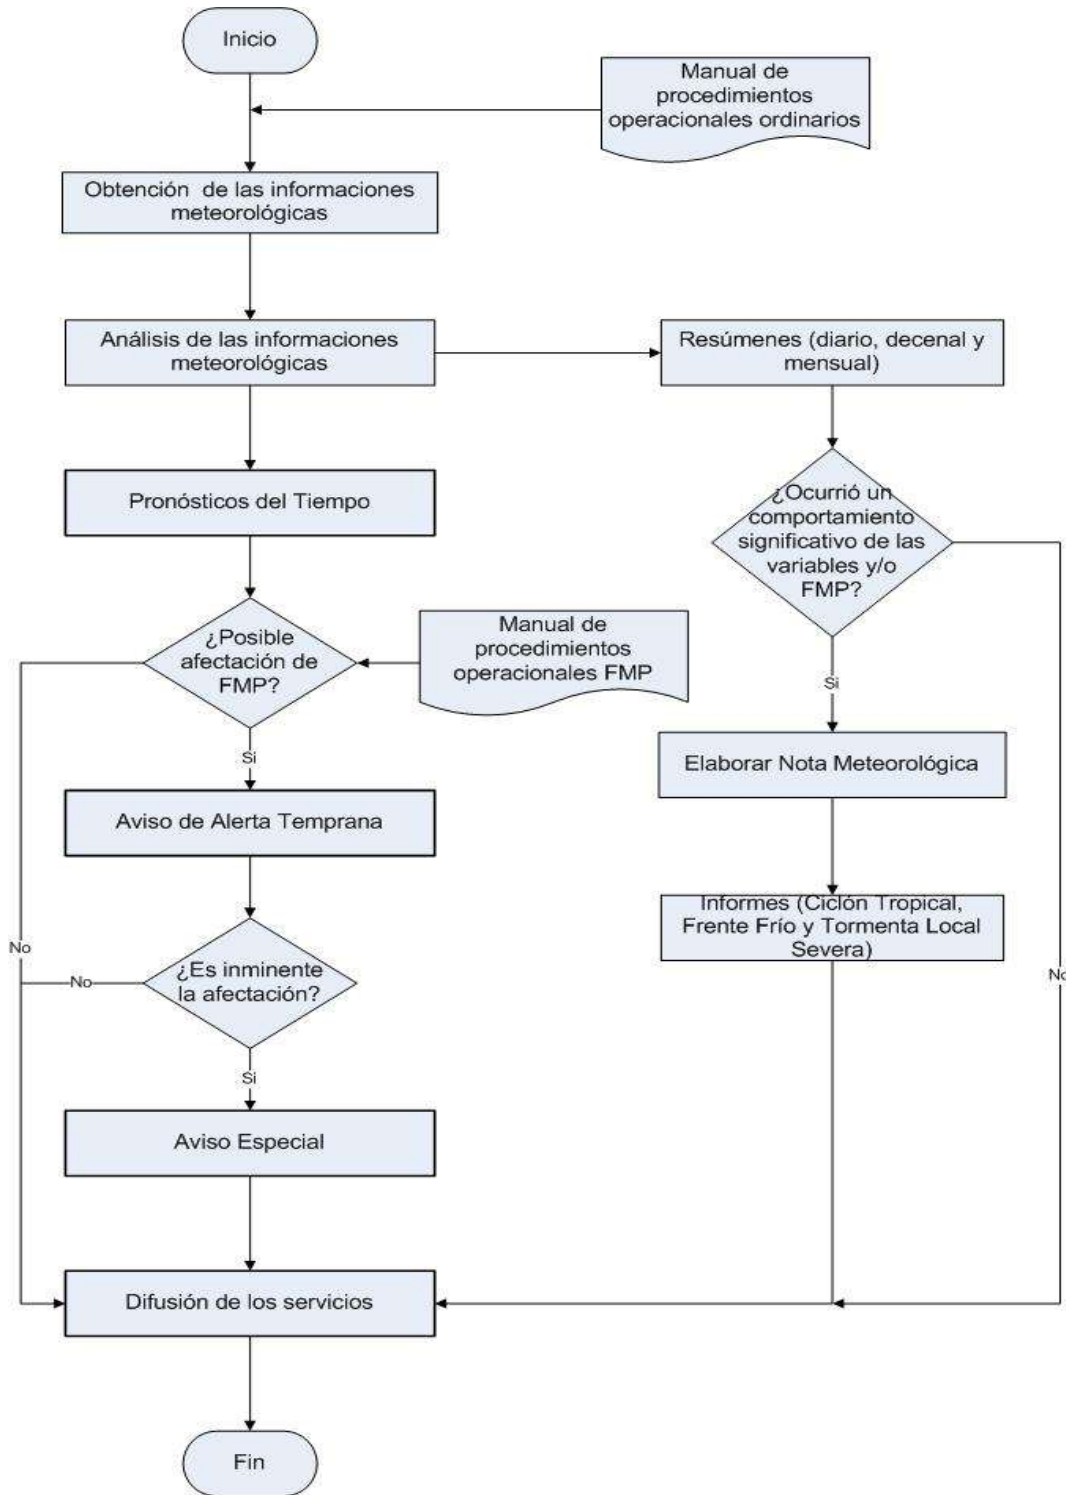 Inicio
Manual de
procedimientos
operacionales ordinarios
Obtención de las informaciones
meteorológicas
Análisis de las informaciones
meteorológicas
Resúmenes (diario, decenal y
mensual)
Pronósticos del Tiempo
¿Ocurrió un
comportamiento
significativo de las
variables y/o
FMP?
¿Posible
afectación de
FMP?
Manual de
procedimientos
operacionales FMP
Si
Si
Elaborar Nota Meteorológica
Aviso de Alerta Temprana
Informes (Ciclón Tropical,
Frente Frío y Tormenta Local
Severa)
No
¿Es inminente
la afectación?
No
No
Si
Aviso Especial
Difusión de los servicios
Fin